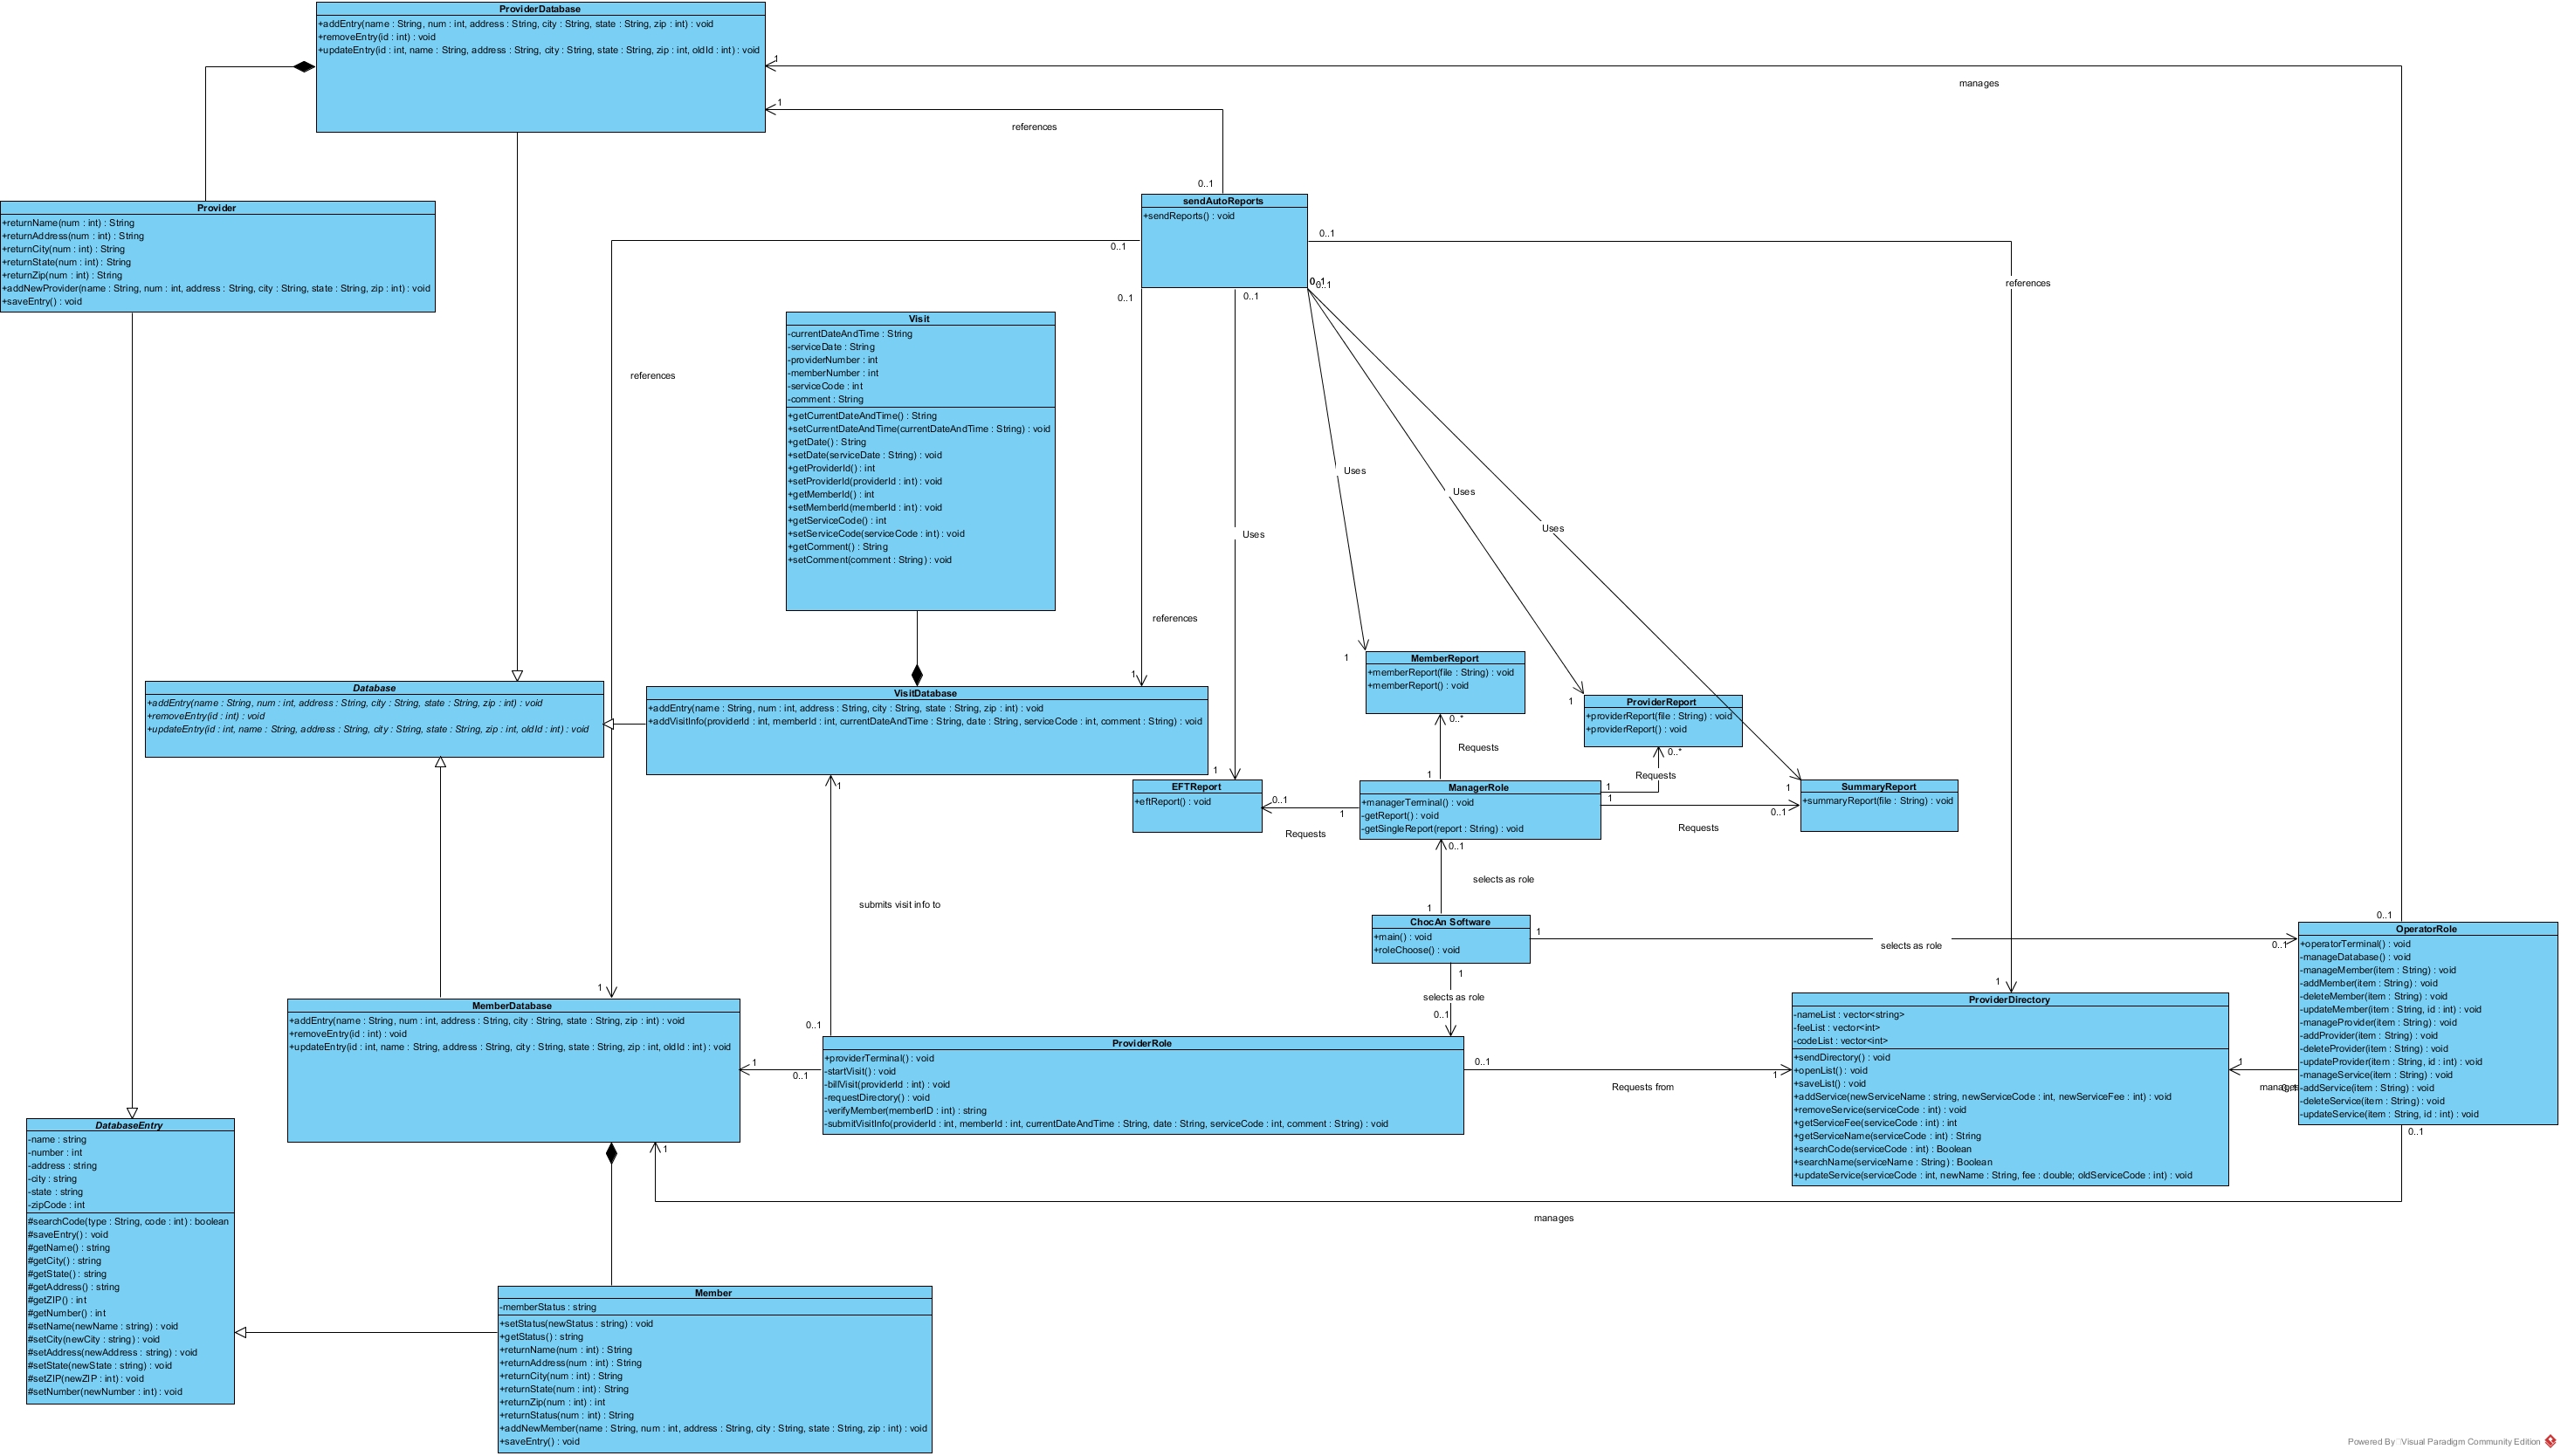 ProviderDatabase
+addEntry(name : String, num : int, address : String, city : String, state : String, zip : int) : void
+removeEntry(id : int) : void
+updateEntry(id : int, name : String, address : String, city : String, state : String, zip : int, oldId : int) : void
1
manages
1
references
0..1
Provider
+returnName(num : int) : String
+returnAddress(num : int) : String
+returnCity(num : int) : String
+returnState(num : int) : String
+returnZip(num : int) : String
+addNewProvider(name : String, num : int, address : String, city : String, state : String, zip : int) : void
+saveEntry() : void
sendAutoReports
+sendReports() : void
0..1
0..1
references
0..1
0..1
0..1
0..1
references
Visit
-currentDateAndTime : String
-serviceDate : String
-providerNumber : int
-memberNumber : int
-serviceCode : int
-comment : String
+getCurrentDateAndTime() : String
+setCurrentDateAndTime(currentDateAndTime : String) : void
+getDate() : String
+setDate(serviceDate : String) : void
+getProviderId() : int
+setProviderId(providerId : int) : void
+getMemberId() : int
+setMemberId(memberId : int) : void
+getServiceCode() : int
+setServiceCode(serviceCode : int) : void
+getComment() : String
+setComment(comment : String) : void
Uses
Uses
Uses
Uses
references
1
1
1
1
1
MemberReport
+memberReport(file : String) : void
+memberReport() : void
0..*
Requests
1
ProviderReport
+providerReport(file : String) : void
+providerReport() : void
0..*
Requests
1
Database
+addEntry(name : String, num : int, address : String, city : String, state : String, zip : int) : void
+removeEntry(id : int) : void
+updateEntry(id : int, name : String, address : String, city : String, state : String, zip : int, oldId : int) : void
VisitDatabase
+addEntry(name : String, num : int, address : String, city : String, state : String, zip : int) : void
+addVisitInfo(providerId : int, memberId : int, currentDateAndTime : String, date : String, serviceCode : int, comment : String) : void
1
EFTReport
+eftReport() : void
0..1
1
Requests
ManagerRole
+managerTerminal() : void
-getReport() : void
-getSingleReport(report : String) : void
1
0..1
Requests
SummaryReport
+summaryReport(file : String) : void
0..1
selects as role
1
submits visit info to
ChocAn Software
+main() : void
+roleChoose() : void
1
selects as role
0..1
1
selects as role
0..1
0..1
OperatorRole
+operatorTerminal() : void
-manageDatabase() : void
-manageMember(item : String) : void
-addMember(item : String) : void
-deleteMember(item : String) : void
-updateMember(item : String, id : int) : void
-manageProvider(item : String) : void
-addProvider(item : String) : void
-deleteProvider(item : String) : void
-updateProvider(item : String, id : int) : void
-manageService(item : String) : void
-addService(item : String) : void
-deleteService(item : String) : void
-updateService(item : String, id : int) : void
0..1
1
MemberDatabase
+addEntry(name : String, num : int, address : String, city : String, state : String, zip : int) : void
+removeEntry(id : int) : void
+updateEntry(id : int, name : String, address : String, city : String, state : String, zip : int, oldId : int) : void
1
0..1
0..1
ProviderRole
+providerTerminal() : void
-startVisit() : void
-billVisit(providerId : int) : void
-requestDirectory() : void
-verifyMember(memberID : int) : string
-submitVisitInfo(providerId : int, memberId : int, currentDateAndTime : String, date : String, serviceCode : int, comment : String) : void
0..1
Requests from
1
1
ProviderDirectory
-nameList : vector<string>
-feeList : vector<int>
-codeList : vector<int>
+sendDirectory() : void
+openList() : void
+saveList() : void
+addService(newServiceName : string, newServiceCode : int, newServiceFee : int) : void
+removeService(serviceCode : int) : void
+getServiceFee(serviceCode : int) : int
+getServiceName(serviceCode : int) : String
+searchCode(serviceCode : int) : Boolean
+searchName(serviceName : String) : Boolean
+updateService(serviceCode : int, newName : String, fee : double; oldServiceCode : int) : void
1
manages
0..1
1
manages
DatabaseEntry
-name : string
-number : int
-address : string
-city : string
-state : string
-zipCode : int
#searchCode(type : String, code : int) : boolean
#saveEntry() : void
#getName() : string
#getCity() : string
#getState() : string
#getAddress() : string
#getZIP() : int
#getNumber() : int
#setName(newName : string) : void
#setCity(newCity : string) : void
#setAddress(newAddress : string) : void
#setState(newState : string) : void
#setZIP(newZIP : int) : void
#setNumber(newNumber : int) : void
Member
-memberStatus : string
+setStatus(newStatus : string) : void
+getStatus() : string
+returnName(num : int) : String
+returnAddress(num : int) : String
+returnCity(num : int) : String
+returnState(num : int) : String
+returnZip(num : int) : int
+returnStatus(num : int) : String
+addNewMember(name : String, num : int, address : String, city : String, state : String, zip : int) : void
+saveEntry() : void
Powered By Visual Paradigm Community Edition